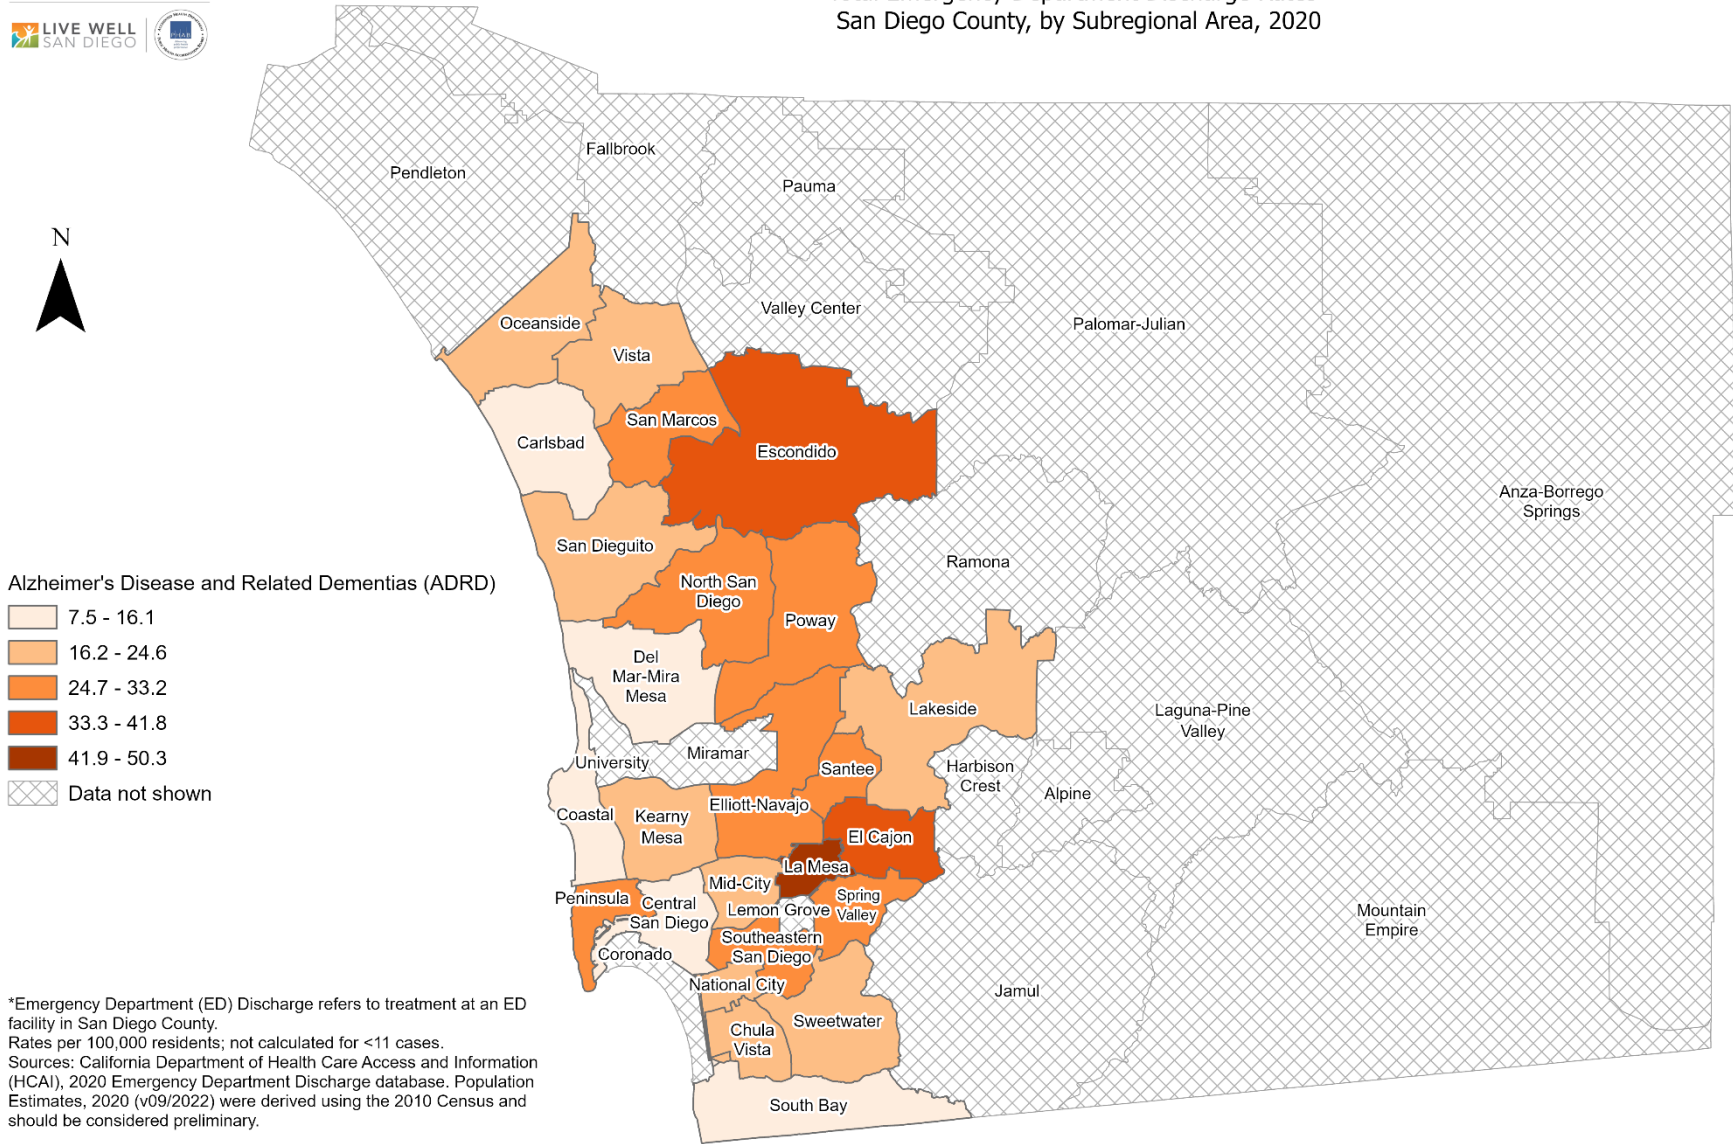 LIVE WELL
SAN DIEGO
San Diego County, by Subregional Area, 2020
Fallbrook
Pendleton
Pauma
N
Valley Center
Oceanside
Palomar-Julian
Vista
San Marcos
Carlsbad
Escondido
Anza-Borrego
Springs
San Dieguito
Ramona
North San
Diego
Poway
Del
Mar-Mira
Mesa
Lakeside
Laguna-Pine
Valley
Miramar
University
Santee
Harbison
Crest
Alpine
Elliott-Navajo
Coastal
Kearny
Mesa
El Cajon
La Mesa
Mid-City
Peninsula
Central
San Diego
Spring
Valley
Lemon Grove
Mountain
Empire
Southeastern
San Diego
Coronado
National City
Jamul
Sweetwater
Chula
Vista
South Bay
Alzheimer's Disease and Related Dementias (ADRD)
7.5 - 16.1
16.2 - 24.6
24.7 - 33.2
33.3 - 41.8
41.9 - 50.3
Data not shown
*Emergency Department (ED) Discharge refers to treatment at an ED
facility in San Diego County.
Rates per 100,000 residents; not calculated for <11 cases.
Sources: California Department of Health Care Access and Information
(HCAI), 2020 Emergency Department Discharge database. Population
Estimates, 2020 (v09/2022) were derived using the 2010 Census and
should be considered preliminary.